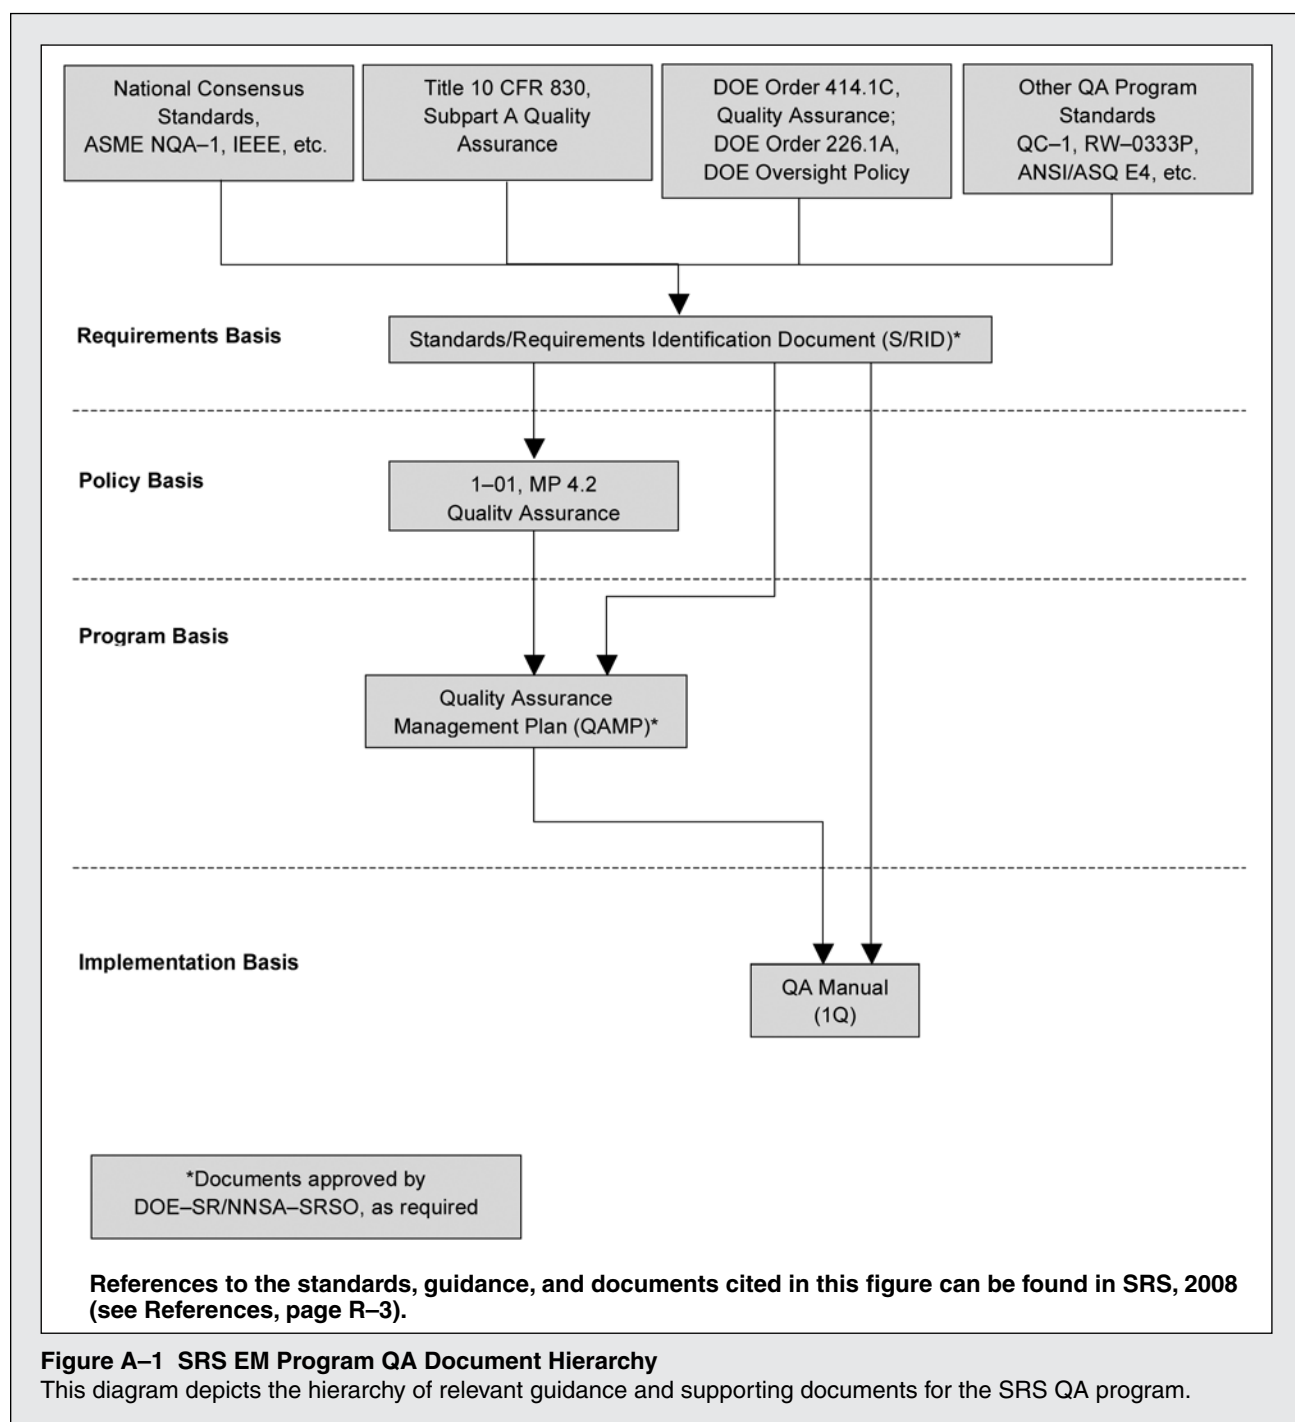 National Consensus
Standards,
ASME NQA–1, IEEE, etc.
Title 10 CFR 830,
Subpart A Quality
Assurance
DOE Order 414.1C,
Quality Assurance;
DOE Order 226.1A,
DOE Oversight Policy
Other QA Program
Standards
QC–1, RW–0333P,
ANSI/ASQ E4, etc.
Requirements Basis
Standards/Requirements Identification Document (S/RID)*
Policy Basis
1–01, MP 4.2
Quality Assurance
Program Basis
Quality Assurance
Management Plan (QAMP)*
Implementation Basis
QA Manual
(1Q)
*Documents approved by
DOE–SR/NNSA–SRSO, as required
References to the standards, guidance, and documents cited in this figure can be found in SRS, 2008
(see References, page R–3).
Figure A–1 SRS EM Program QA Document Hierarchy
This diagram depicts the hierarchy of relevant guidance and supporting documents for the SRS QA program.